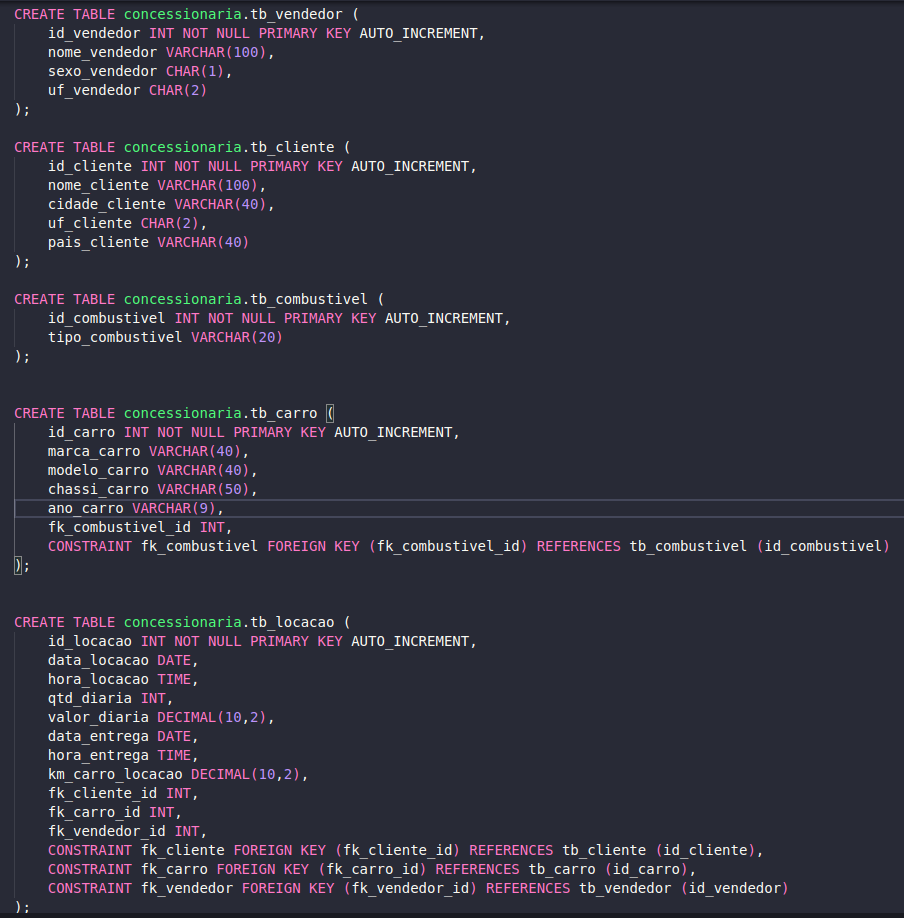 CREATE TABLE concessionaria.tb_vendedor (
    id_vendedor INT NOT NULL PRIMARY KEY AUTO_INCREMENT,
    nome_vendedor VARCHAR(100),
    sexo_vendedor CHAR(1),
    uf_vendedor CHAR(2)
);

CREATE TABLE concessionaria.tb_cliente (
    id_cliente INT NOT NULL PRIMARY KEY AUTO_INCREMENT,
    nome_cliente VARCHAR(100),
    cidade_cliente VARCHAR(40),
    uf_cliente CHAR(2),
    pais_cliente VARCHAR(40)
);

CREATE TABLE concessionaria.tb_combustivel (
    id_combustivel INT NOT NULL PRIMARY KEY AUTO_INCREMENT,
    tipo_combustivel VARCHAR(20)
);

CREATE TABLE concessionaria.tb_carro (
    id_carro INT NOT NULL PRIMARY KEY AUTO_INCREMENT,
    marca_carro VARCHAR(40),
    modelo_carro VARCHAR(40),
    chassi_carro VARCHAR(50),
    ano_carro VARCHAR(9),
    fk_combustivel_id INT,
    CONSTRAINT fk_combustivel FOREIGN KEY (fk_combustivel_id) REFERENCES tb_combustivel (id_combustivel)
);

CREATE TABLE concessionaria.tb_locacao (
    id_locacao INT NOT NULL PRIMARY KEY AUTO_INCREMENT,
    data_locacao DATE,
    hora_locacao TIME,
    qtd_diaria INT,
    valor_diaria DECIMAL(10,2),
    data_entrega DATE,
    hora_entrega TIME,
    km_carro_locacao DECIMAL(10,2),
    fk_cliente_id INT,
    fk_carro_id INT,
    fk_vendedor_id INT,
    CONSTRAINT fk_cliente FOREIGN KEY (fk_cliente_id) REFERENCES tb_cliente (id_cliente),
    CONSTRAINT fk_carro FOREIGN KEY (fk_carro_id) REFERENCES tb_carro (id_carro),
    CONSTRAINT fk_vendedor FOREIGN KEY (fk_vendedor_id) REFERENCES tb_vendedor (id_vendedor)
);